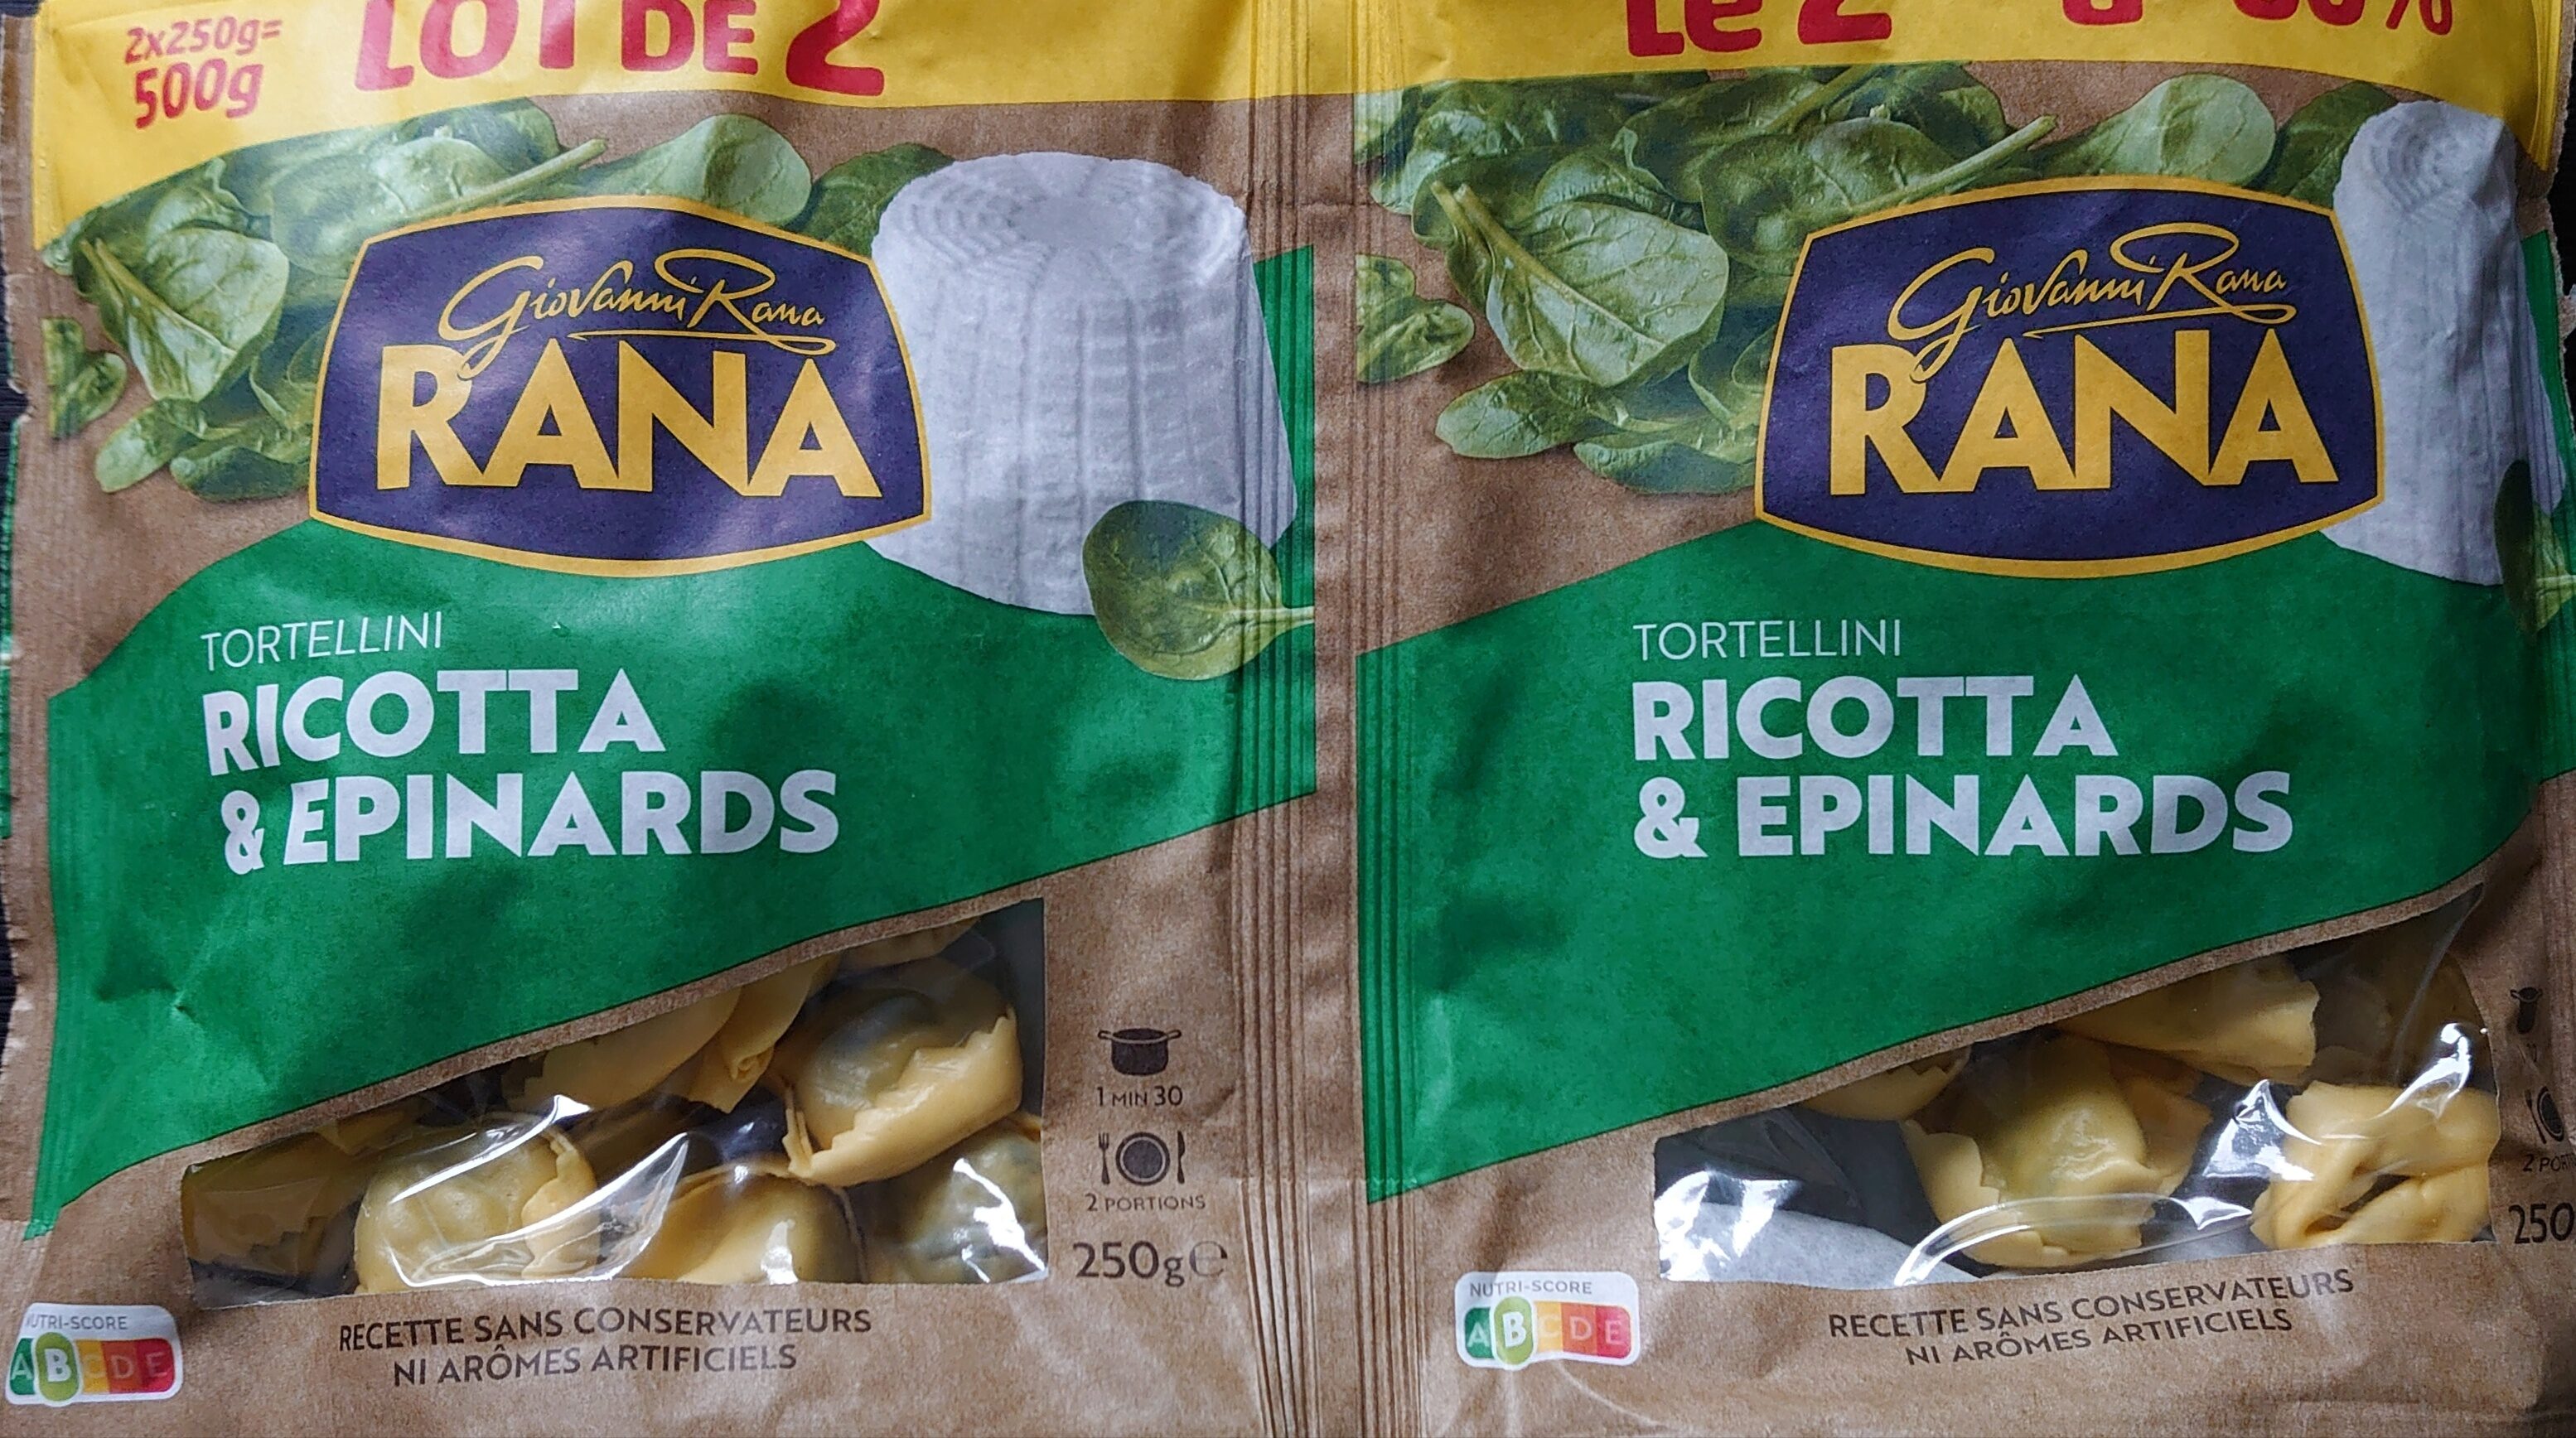 2x250g=
500g
LOT DE 2
Giovanni Rana
RANA
TORTELLINI
RICOTTA
& EPINARDS
1 MIN 30
2 PORTIONS
250g℮
NUTRI-SCORE
A B C D E
RECETTE SANS CONSERVATEURS
NI ARÔMES ARTIFICIELS
Le 2
Giovanni Rana
RANA
TORTELLINI
RICOTTA
& EPINARDS
2
250
NUTRI-SCORE
A B C D E
RECETTE SANS CONSERVATEURS
NI ARÔMES ARTIFICIELS